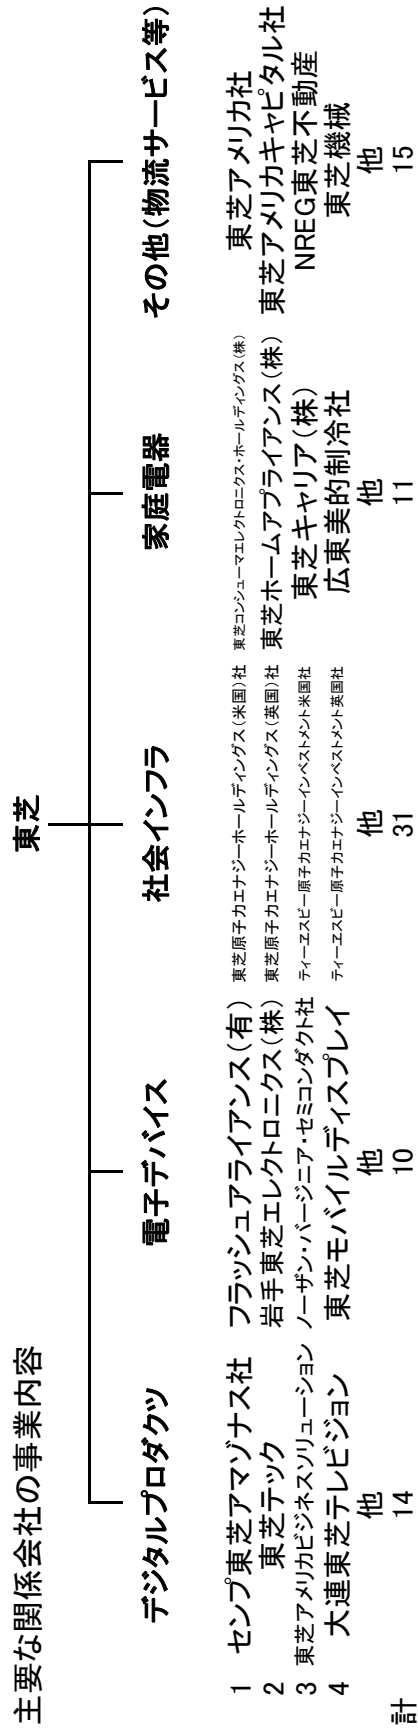 主要な関係会社の事業内容
東芝
デジタルプロダクツ 電子デバイス 社会インフラ 家庭電器 その他(物流サービス等)
1 センプ東芝アマゾナス社 フラッシュアライアンス(有) 東芝原子力エナジーホールディングス(米国)社 東芝コンシューマエレクトロニクス・ホールディングス(株) 東芝アメリカ社
2 東芝テック 岩手東芝エレクトロニクス(株) 東芝原子力エナジーホールディングス(英国)社 東芝ホームアプライアンス(株) 東芝アメリカキャピタル社
3 東芝アメリカビジネスソリューション ノーザン・バージニア・セミコンダクト社 ティーエスビー原子力エナジーインベストメント米国社 東芝キャリア(株) NREG東芝不動産
4 大連東芝テレビジョン 東芝モバイルディスプレイ ティーエスビー原子力エナジーインベストメント英国社 広東美的制冷社 東芝機械
他 他 他 他 他
計 14 10 31 11 15